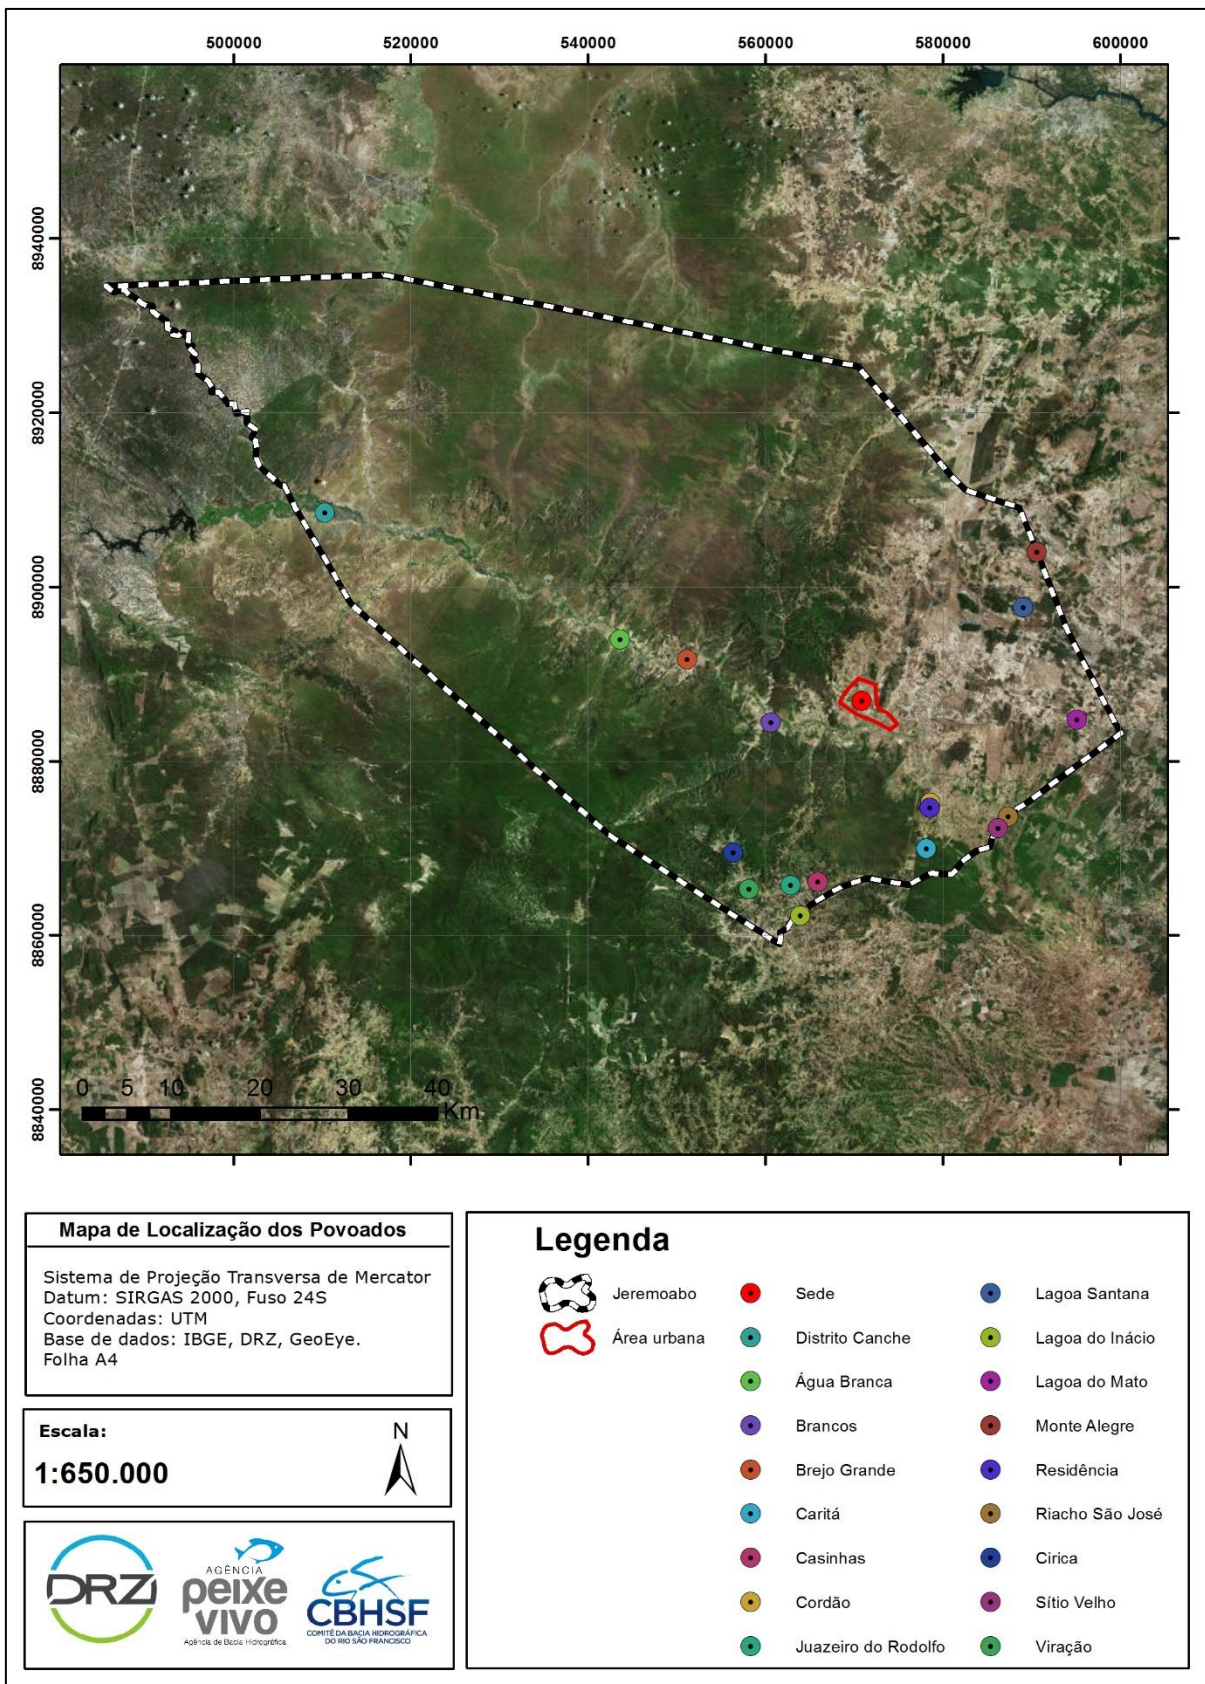 500000 520000 540000 560000 580000 600000
8940000
8920000
8900000
8880000
8860000
8840000
0 5 10 20 30 40
Km
Mapa de Localização dos Povoados
Sistema de Projeção Transversa de Mercator
Datum: SIRGAS 2000, Fuso 24S
Coordenadas: UTM
Base de dados: IBGE, DRZ, GeoEye.
Folha A4
Escala:
1:650.000
N
DRZ
AGÊNCIA
peixe
vivo
Agência de Bacia Hidrográfica
CBHSF
COMITÊ DA BACIA HIDROGRÁFICA
DO RIO SÃO FRANCISCO
Legenda
Jeremoabo
Área urbana
Sede
Distrito Canche
Água Branca
Brancos
Brejo Grande
Caritá
Casinhas
Cordão
Juazeiro do Rodolfo
Lagoa Santana
Lagoa do Inácio
Lagoa do Mato
Monte Alegre
Residência
Riacho São José
Cirica
Sítio Velho
Viração